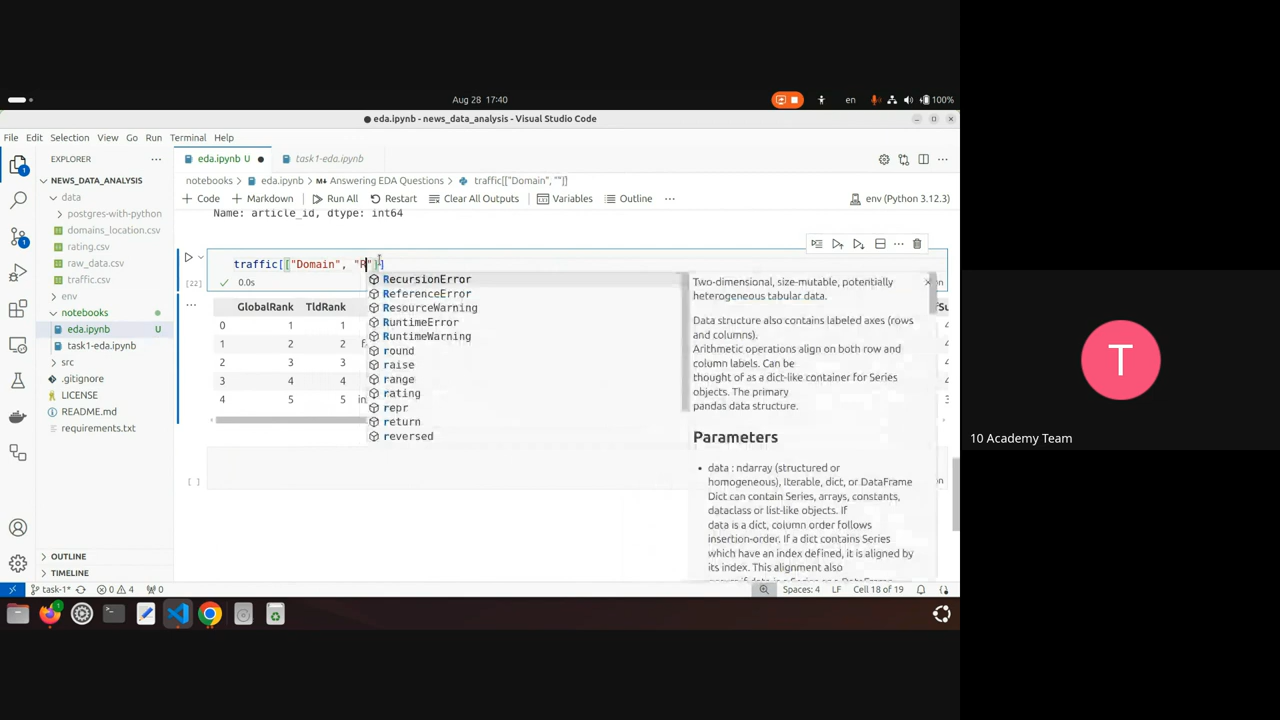 Aug 28 17:40
en
100%
eda.ipynb - news_data_analysis - Visual Studio Code
File Edit Selection View Go Run Terminal Help
EXPLORER
eda.ipynb U
task1-eda.ipynb
NEWS_DATA_ANALYSIS
notebooks > eda.ipynb > Answering EDA Questions > traffic[["Domain", ""]]
data
postgres-with-python
domains_location.csv
rating.csv
raw_data.csv
traffic.csv
env
notebooks
eda.ipynb U
task1-eda.ipynb
src
.gitignore
LICENSE
README.md
requirements.txt
OUTLINE
TIMELINE
+ Code + Markdown Run All Restart Clear All Outputs Variables Outline ... env (Python 3.12.3)
Name: article_id, dtype: int64
traffic[["Domain", "R"]]
[22] 0.0s
GlobalRank TldRank
0 1 1
1 2 2
2 3 3
3 4 4
4 5 5
[ ]
RecursionError
ReferenceError
ResourceWarning
RuntimeError
RuntimeWarning
round
raise
range
rating
repr
return
reversed
Two-dimensional, size-mutable, potentially
heterogeneous tabular data.
Data structure also contains labeled axes (rows
and columns).
Arithmetic operations align on both row and
column labels. Can be
thought of as a dict-like container for Series
objects. The primary
pandas data structure.
Parameters
• data : ndarray (structured or
homogeneous), Iterable, dict, or DataFrame
Dict can contain Series, arrays, constants,
dataclass or list-like objects. If
data is a dict, column order follows
insertion-order. If a dict contains Series
which have an index defined, it is aligned by
its index. This alignment also
task-1* 0 4 0
Spaces: 4 LF Cell 18 of 19
T
10 Academy Team